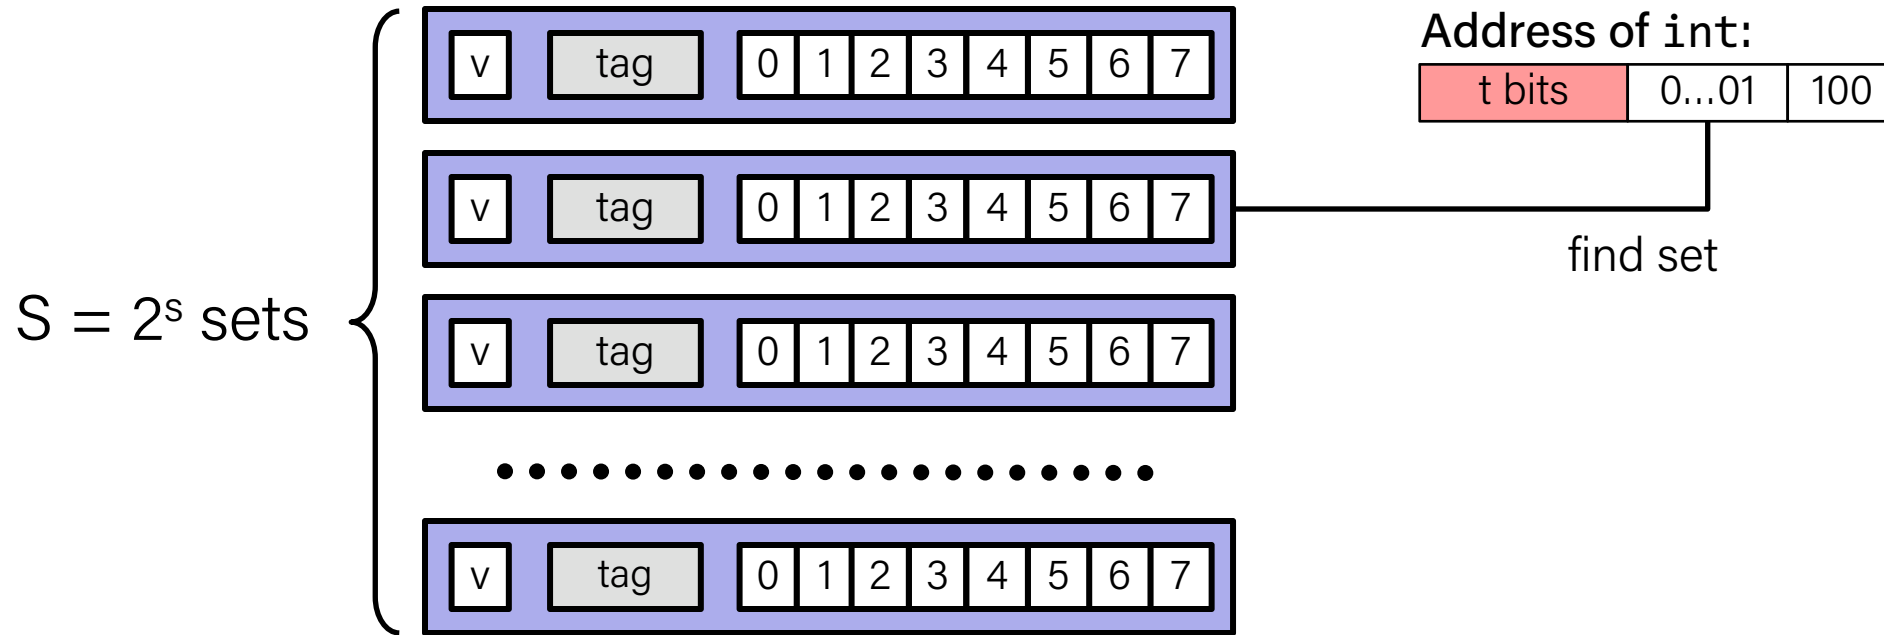 Address of int:
t bits 0...01 100
v tag 0 1 2 3 4 5 6 7
v tag 0 1 2 3 4 5 6 7
find set
S = 2ˢ sets
v tag 0 1 2 3 4 5 6 7
v tag 0 1 2 3 4 5 6 7